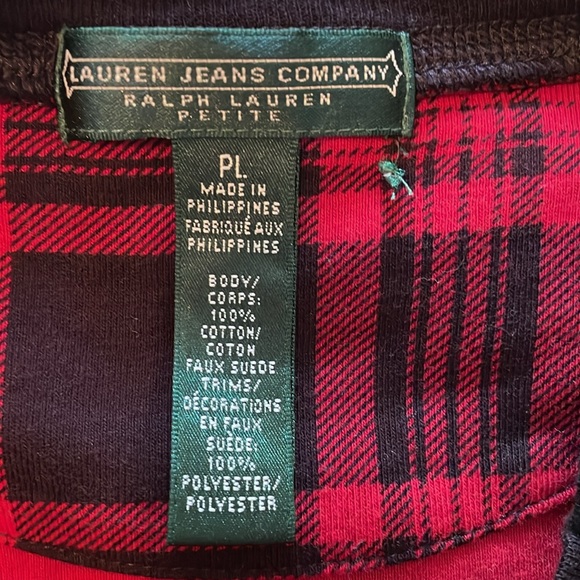 LAUREN JEANS COMPANY
RALPH LAUREN
PETITE
PL
MADE IN
PHILIPPINES
FABRIQUÉ AUX
PHILIPPINES
BODY/
CORPS:
100%
COTTON/
COTON
FAUX SUEDE
TRIMS/
DÉCORATIONS
EN FAUX
SUÈDE:
100%
POLYESTER/
POLYESTER